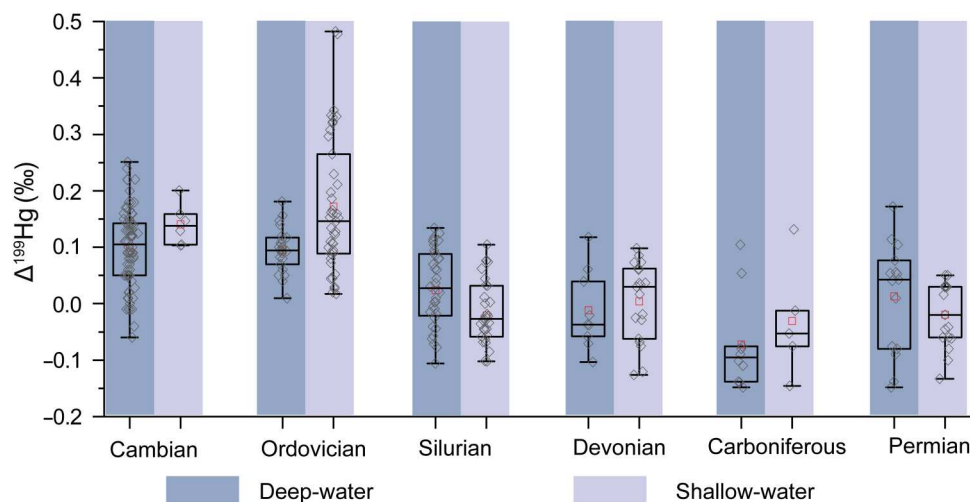 Δ¹⁹⁹Hg (‰)
0.5
0.4
0.3
0.2
0.1
0.0
−0.1
−0.2
Cambian
Ordovician
Silurian
Devonian
Carboniferous
Permian
Deep-water
Shallow-water